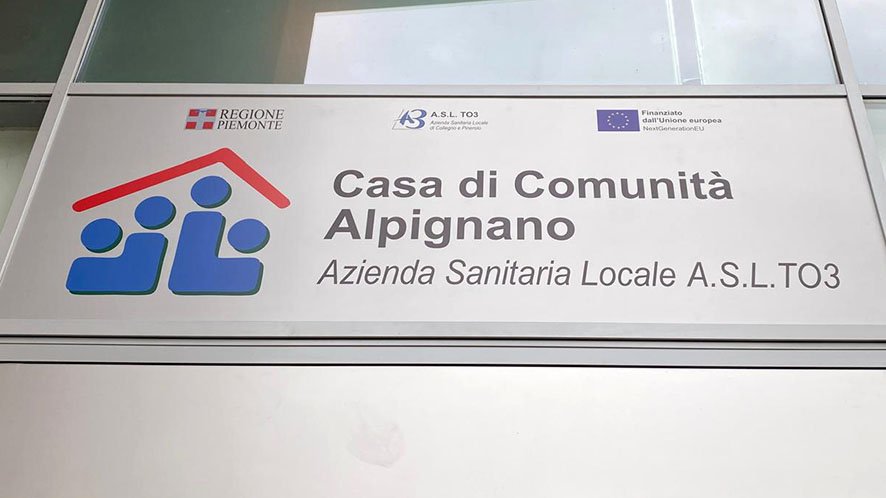 REGIONE
PIEMONTE
A.S.L. TO3
Azienda Sanitaria Locale
di Collegno e Pinerolo
Finanziato
dall'Unione europea
NextGenerationEU
Casa di Comunità
Alpignano
Azienda Sanitaria Locale A.S.L.TO3